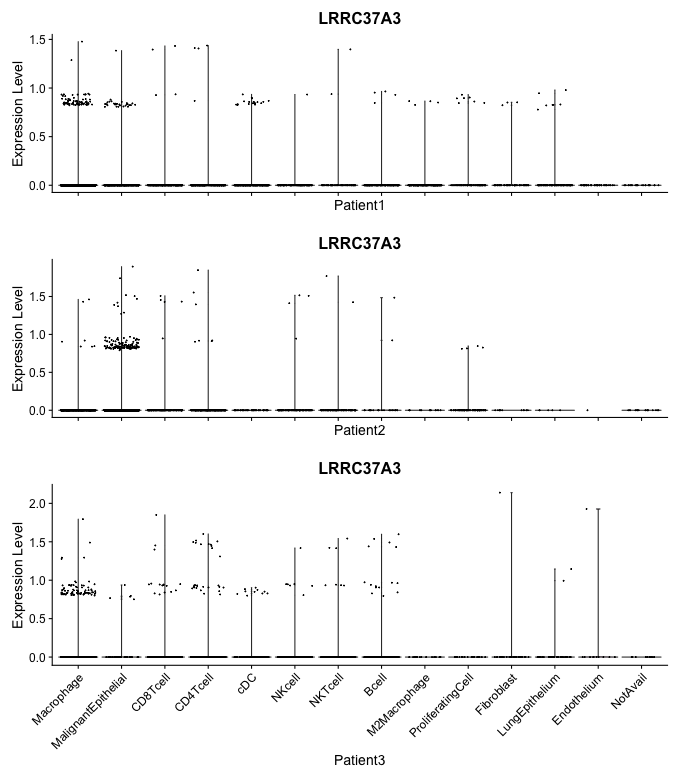 LRRC37A3
Expression Level
1.5
1.0
0.5
0.0
Patient1
LRRC37A3
Expression Level
1.5
1.0
0.5
0.0
Patient2
LRRC37A3
Expression Level
2.0
1.5
1.0
0.5
0.0
Macrophage
MalignantEpithelial
CD8Tcell
CD4Tcell
cDC
NKcell
NKTcell
Bcell
M2Macrophage
ProliferatingCell
Fibroblast
LungEpithelium
Endothelium
NotAvail
Patient3